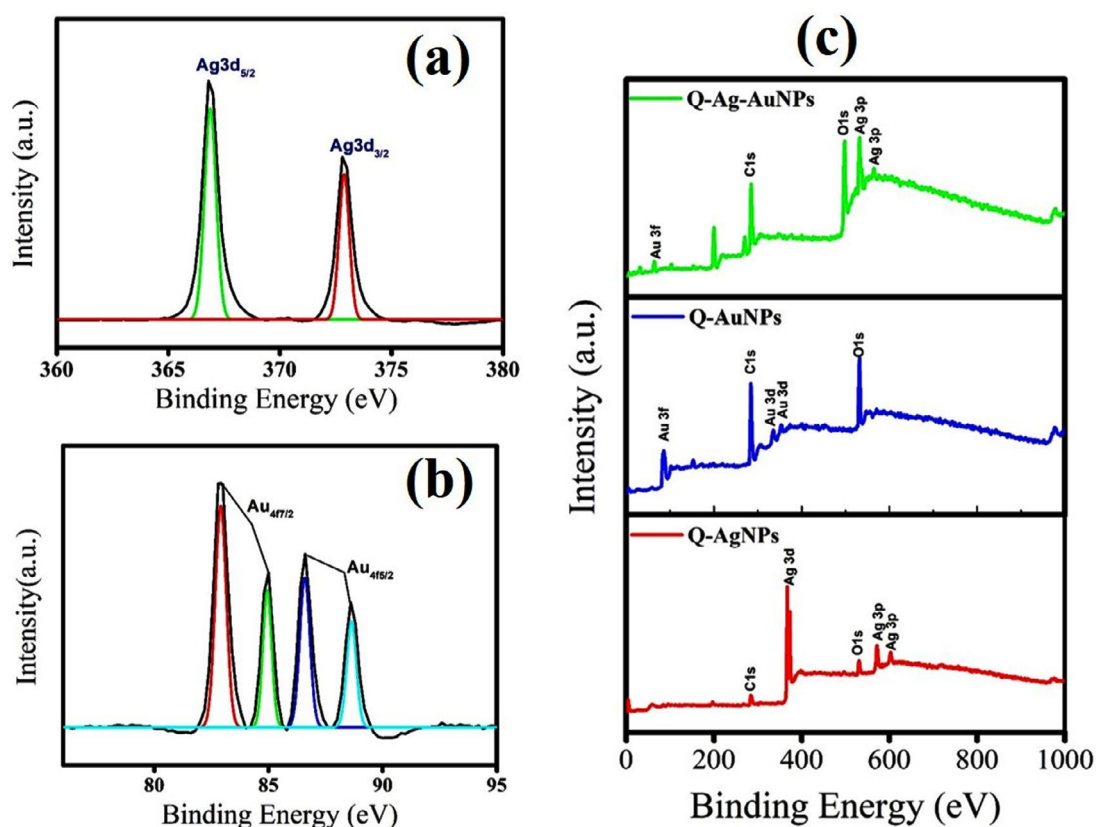 (a)
Ag3d5/2
Ag3d3/2
Intensity (a.u.)
360 365 370 375 380
Binding Energy (eV)
(b)
Au4f7/2
Au4f5/2
Intensity(a.u.)
80 85 90 95
Binding Energy (eV)
(c)
Q-Ag-AuNPs
Au 3f
C1s
O1s
Ag 3p
Ag 3p
Q-AuNPs
Au 3f
C1s
Au 3d
Au 3d
O1s
Q-AgNPs
C1s
Ag 3d
O1s
Ag 3p
Ag 3p
Intensity (a.u.)
0 200 400 600 800 1000
Binding Energy (eV)